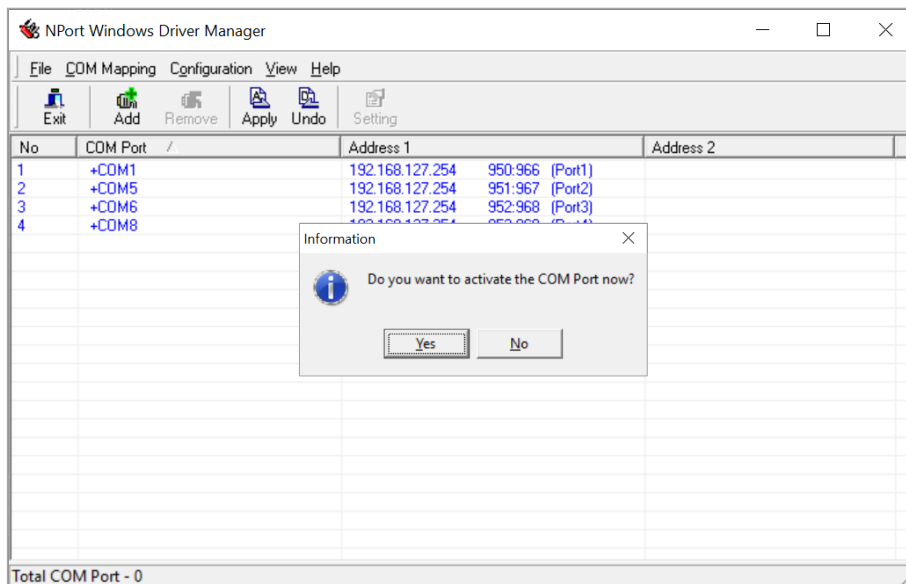 NPort Windows Driver Manager
File COM Mapping Configuration View Help
Exit Add Remove Apply Undo Setting
No COM Port Address 1 Address 2
1 +COM1 192.168.127.254 950:966 (Port1)
2 +COM5 192.168.127.254 951:967 (Port2)
3 +COM6 192.168.127.254 952:968 (Port3)
4 +COM8
Information
Do you want to activate the COM Port now?
Yes No
Total COM Port - 0